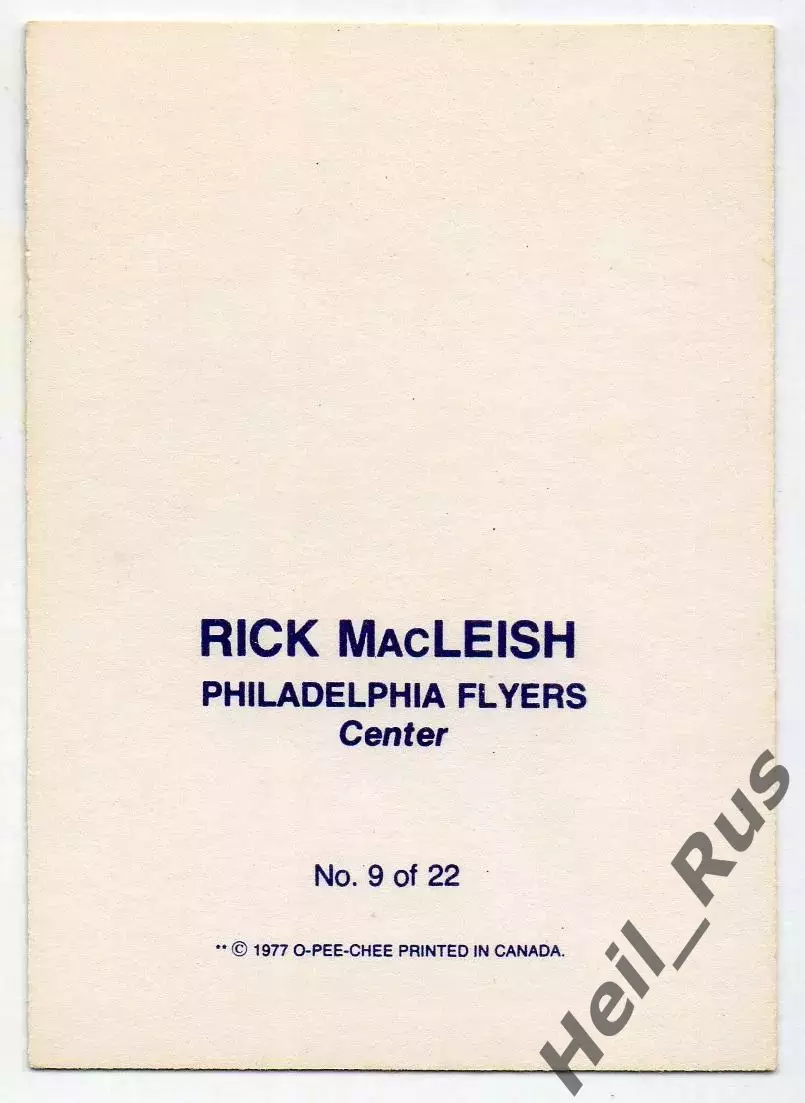 RICK MACLEISH
PHILADELPHIA FLYERS
Center
No. 9 of 22
** © 1977 O-PEE-CHEE PRINTED IN CANADA.
Heil_Rus